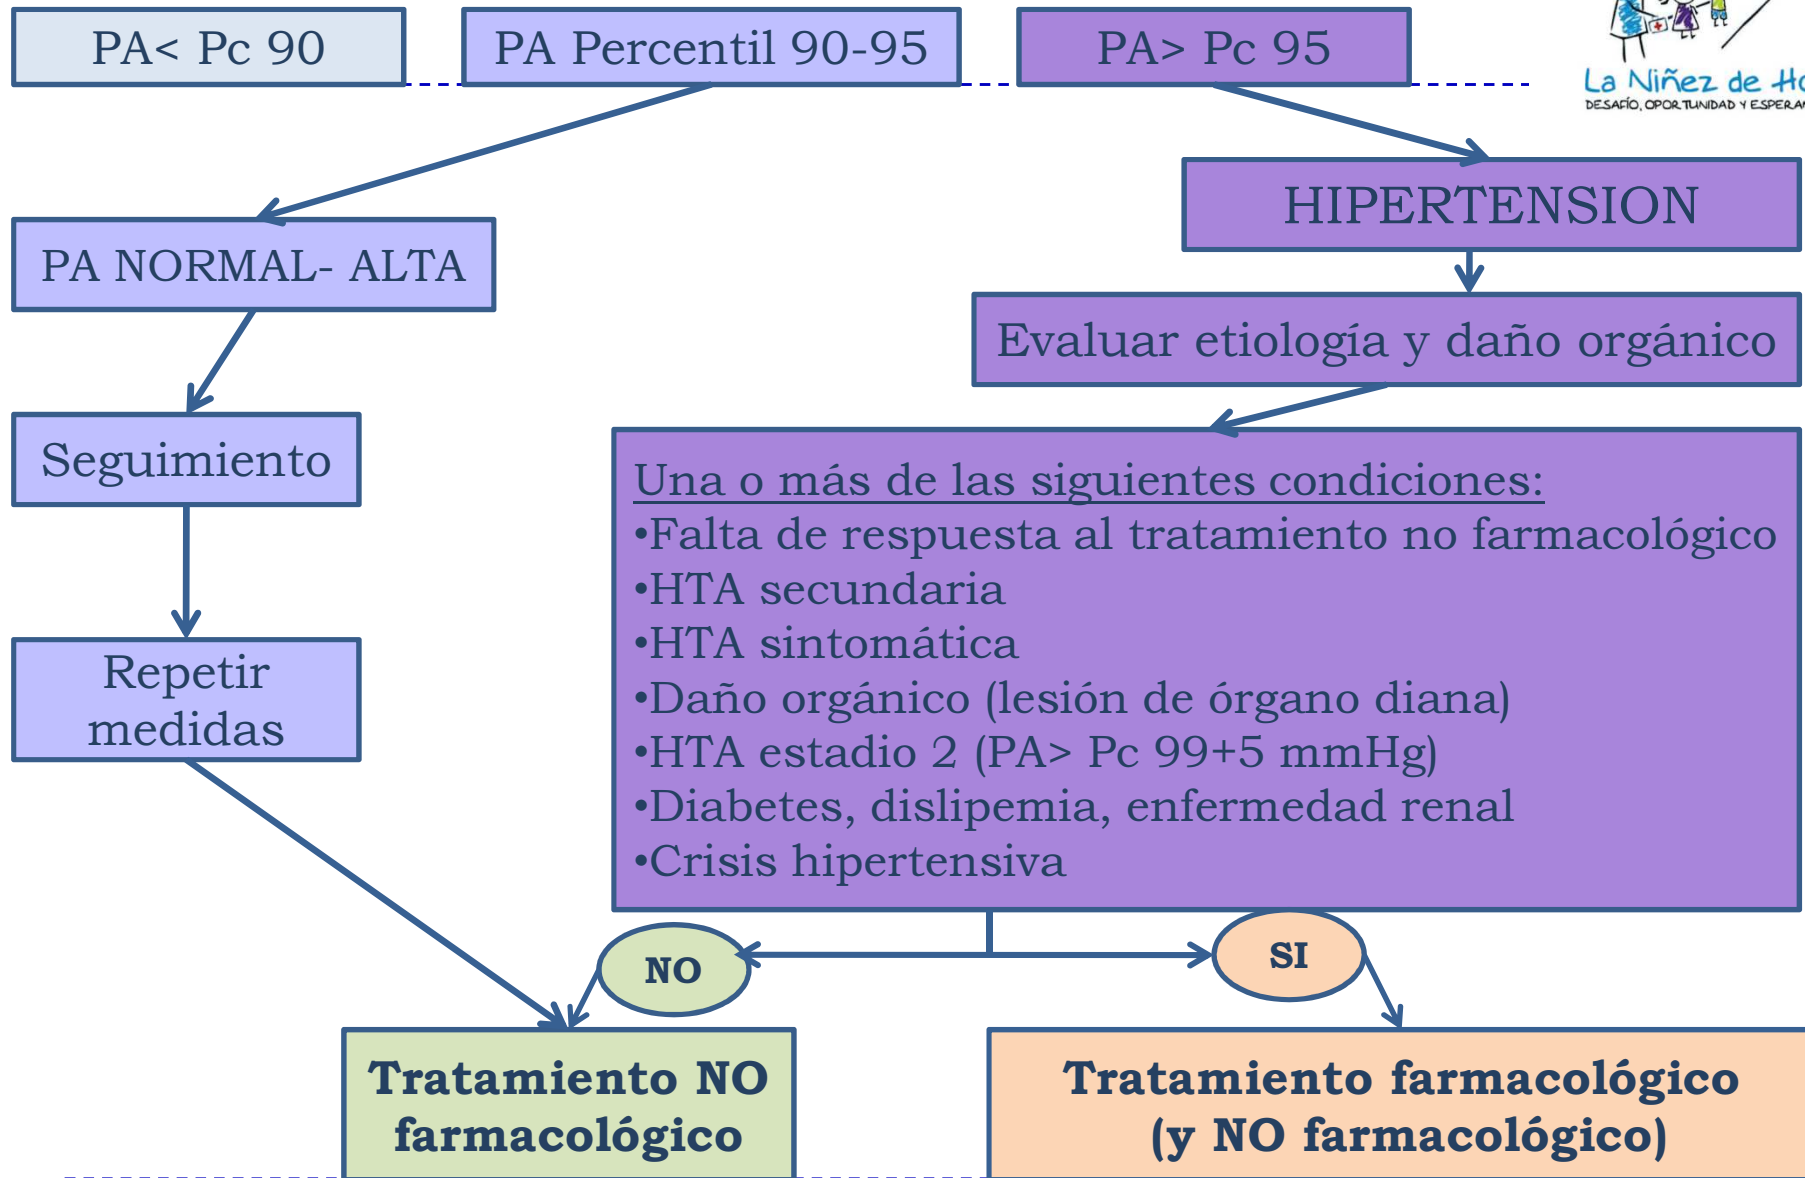 PA< Pc 90
PA Percentil 90-95
PA> Pc 95
La Niñez de
DESAFÍO, OPORTUNIDAD Y
HIPERTENSION
PA NORMAL- ALTA
Evaluar etiología y daño orgánico
Seguimiento
Una o más de las siguientes condiciones:
•Falta de respuesta al tratamiento no farmacológico
•HTA secundaria
•HTA sintomática
•Daño orgánico (lesión de órgano diana)
•HTA estadio 2 (PA> Pc 99+5 mmHg)
•Diabetes, dislipemia, enfermedad renal
•Crisis hipertensiva
Repetir
medidas
NO
SI
Tratamiento NO
farmacológico
Tratamiento farmacológico
(y NO farmacológico)